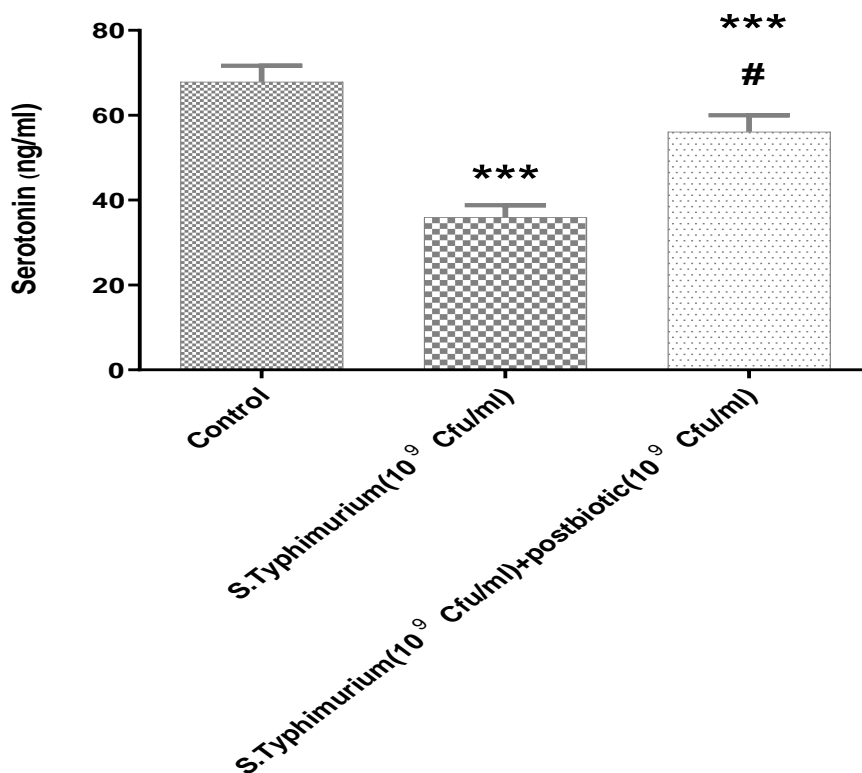 Serotonin (ng/ml)
80
60
40
20
0
***
***
#
Control
S.Typhimurium(10⁹ Cfu/ml)
S.Typhimurium(10⁹ Cfu/ml)+postbiotic(10⁹ Cfu/ml)